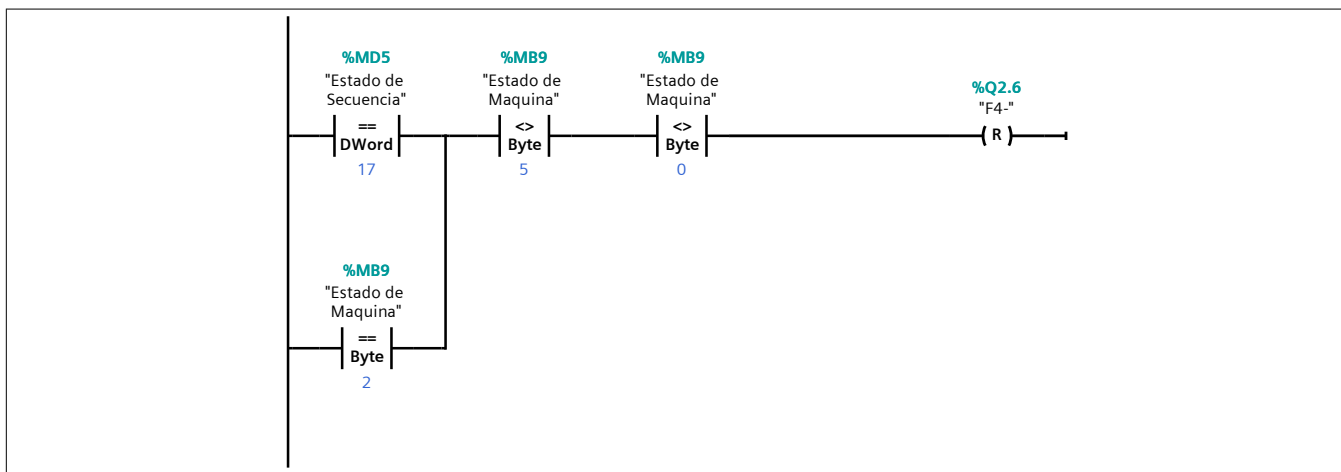 %MD5
"Estado de
Secuencia"
==
DWord
17
%MB9
"Estado de
Maquina"
<>
Byte
5
%MB9
"Estado de
Maquina"
<>
Byte
0
%Q2.6
"F4-"
R
%MB9
"Estado de
Maquina"
==
Byte
2